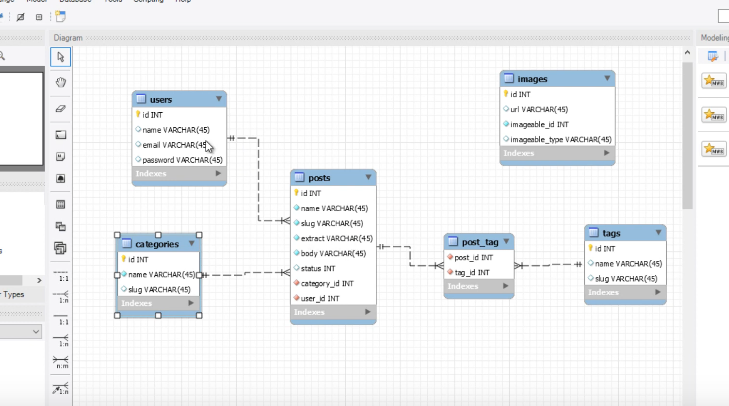 Diagram
Modeling
users
id INT
name VARCHAR(45)
email VARCHAR(45)
password VARCHAR(45)
Indexes
images
id INT
url VARCHAR(45)
imageable_id INT
imageable_type VARCHAR(45)
Indexes
posts
id INT
name VARCHAR(45)
slug VARCHAR(45)
extract VARCHAR(45)
body VARCHAR(45)
status INT
category_id INT
user_id INT
Indexes
categories
id INT
name VARCHAR(45)
slug VARCHAR(45)
Indexes
post_tag
post_id INT
tag_id INT
Indexes
tags
id INT
name VARCHAR(45)
slug VARCHAR(45)
Indexes
r Types
1:1
1:n
1:1
1:n
n:m
1:n